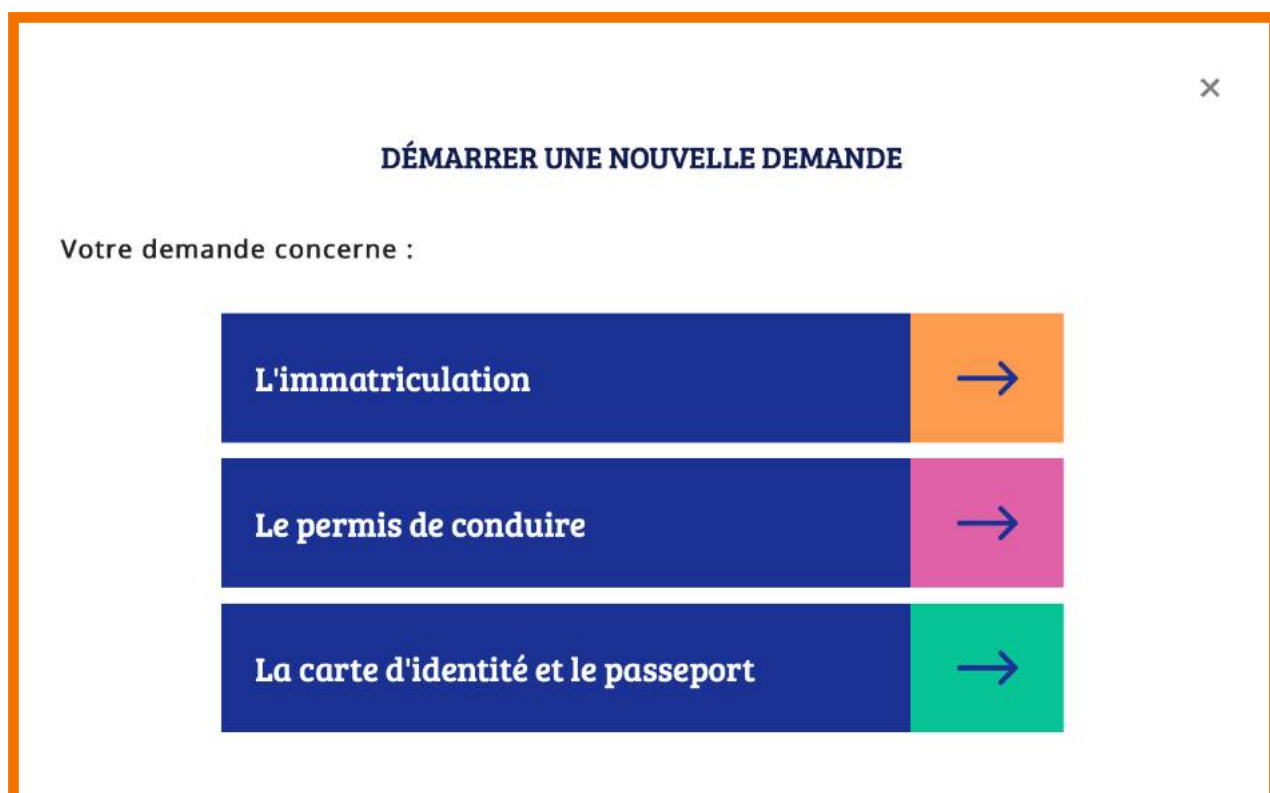 DÉMARRER UNE NOUVELLE DEMANDE
Votre demande concerne :
L'immatriculation
Le permis de conduire
La carte d'identité et le passeport